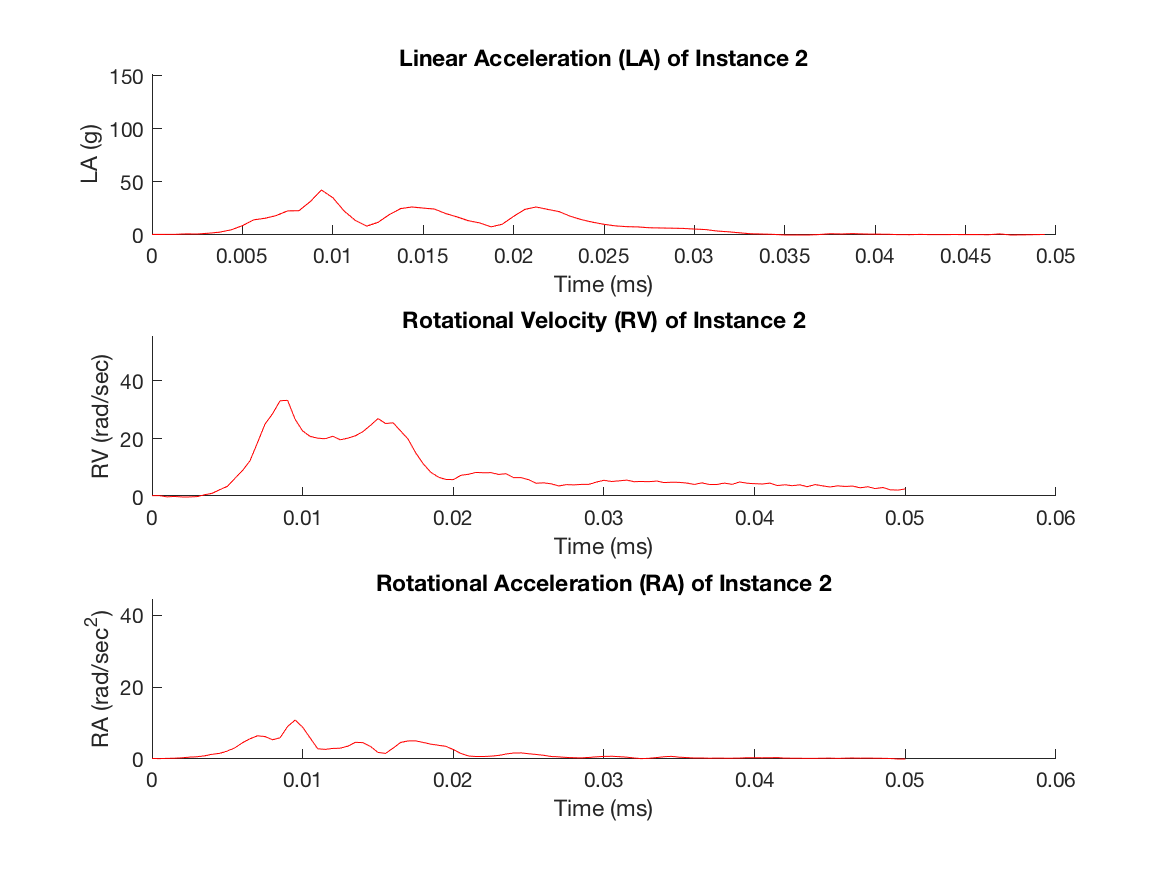 Linear Acceleration (LA) of Instance 2
150
100
50
0
LA (g)
0 0.005 0.01 0.015 0.02 0.025 0.03 0.035 0.04 0.045 0.05
Time (ms)
Rotational Velocity (RV) of Instance 2
40
20
0
RV (rad/sec)
0 0.01 0.02 0.03 0.04 0.05 0.06
Time (ms)
Rotational Acceleration (RA) of Instance 2
40
20
0
RA (rad/sec²)
0 0.01 0.02 0.03 0.04 0.05 0.06
Time (ms)